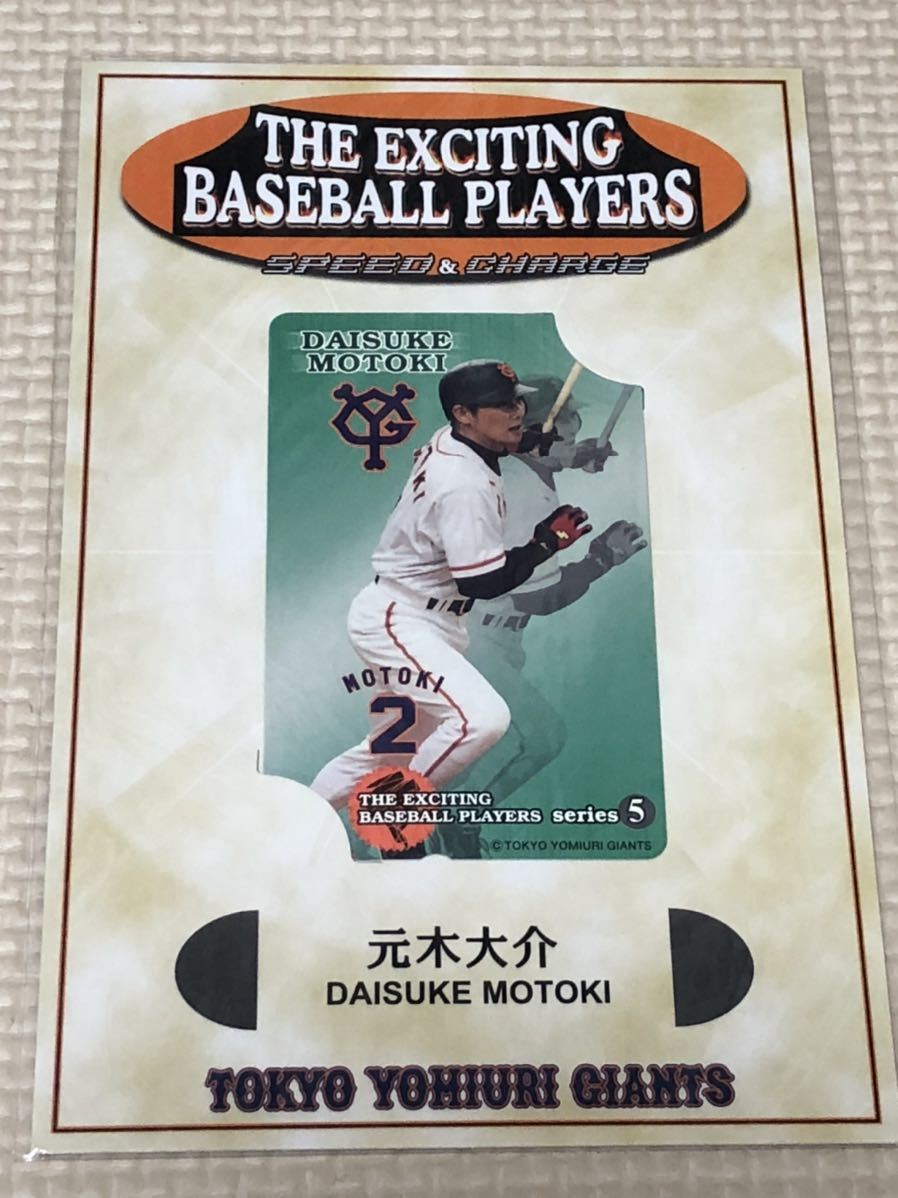 THE EXCITING
BASEBALL PLAYERS
SPEED & CHARGE
DAISUKE
MOTOKI
YG
MOTOKI
2
THE EXCITING
BASEBALL PLAYERS series 5
© TOKYO YOMIURI GIANTS
元木大介
DAISUKE MOTOKI
TOKYO YOMIURI GIANTS